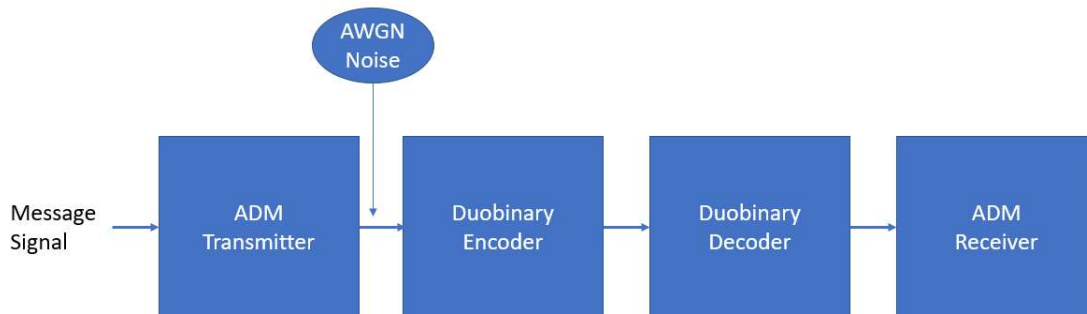 AWGN
Noise
Message
Signal
ADM
Transmitter
Duobinary
Encoder
Duobinary
Decoder
ADM
Receiver